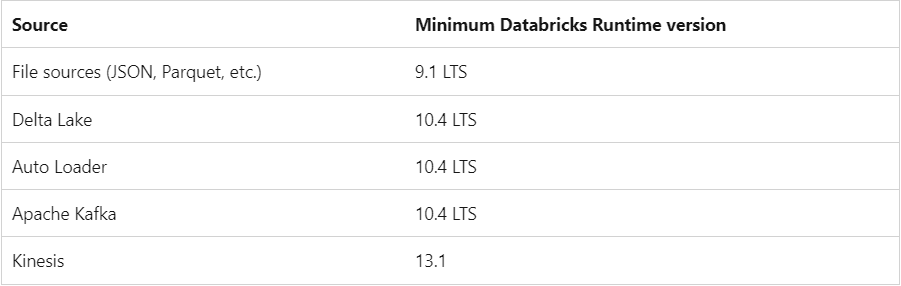 Source Minimum Databricks Runtime version
File sources (JSON, Parquet, etc.) 9.1 LTS
Delta Lake 10.4 LTS
Auto Loader 10.4 LTS
Apache Kafka 10.4 LTS
Kinesis 13.1